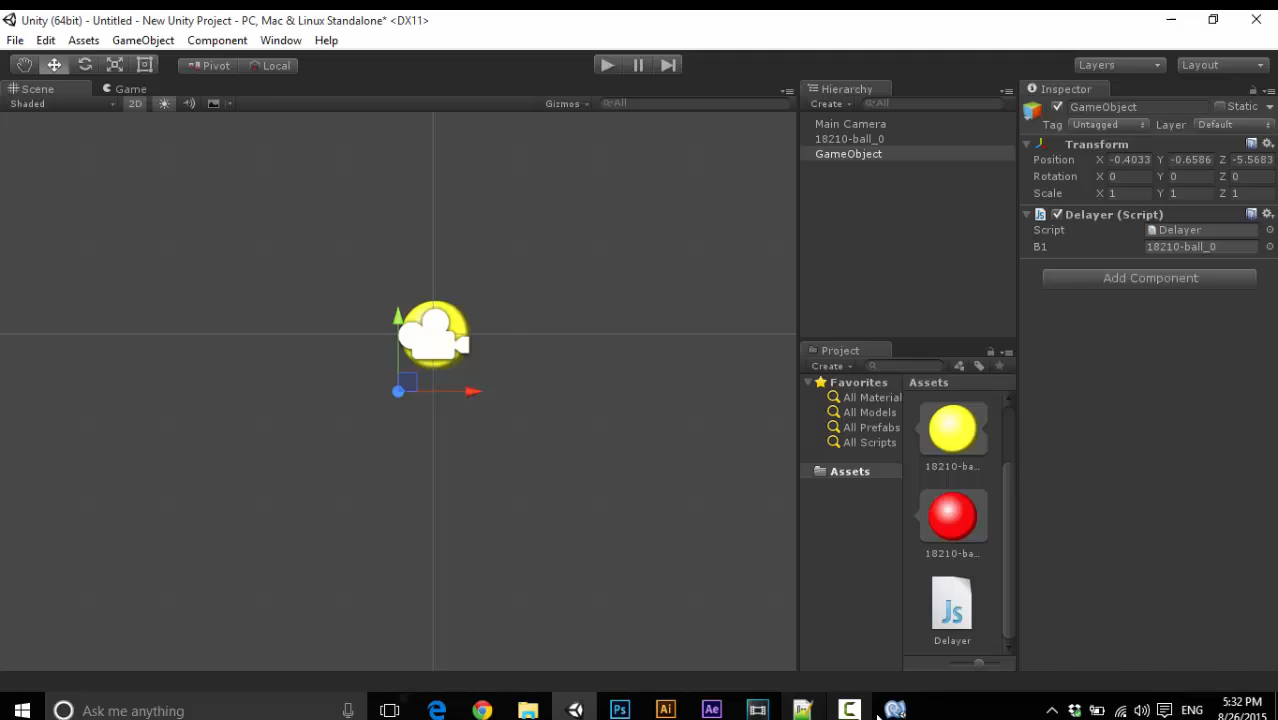 Unity (64bit) - Untitled - New Unity Project - PC, Mac & Linux Standalone* <DX11>
File Edit Assets GameObject Component Window Help
Pivot Local Layers Layout
Scene Game Hierarchy Inspector
Shaded 2D Gizmos All Create All
GameObject Static
Tag Untagged Layer Default
Main Camera
18210-ball_0
GameObject
Transform
Position X -0.4033 Y -0.6586 Z -5.5683
Rotation X 0 Y 0 Z 0
Scale X 1 Y 1 Z 1
Delayer (Script)
Script Delayer
B1 18210-ball_0
Add Component
Project
Create
Favorites Assets
All Material
All Models
All Prefabs
All Scripts
Assets
18210-ba...
18210-ba...
Js
Delayer
Ask me anything Ps Ai Ae ENG
5:32 PM
8/26/2015